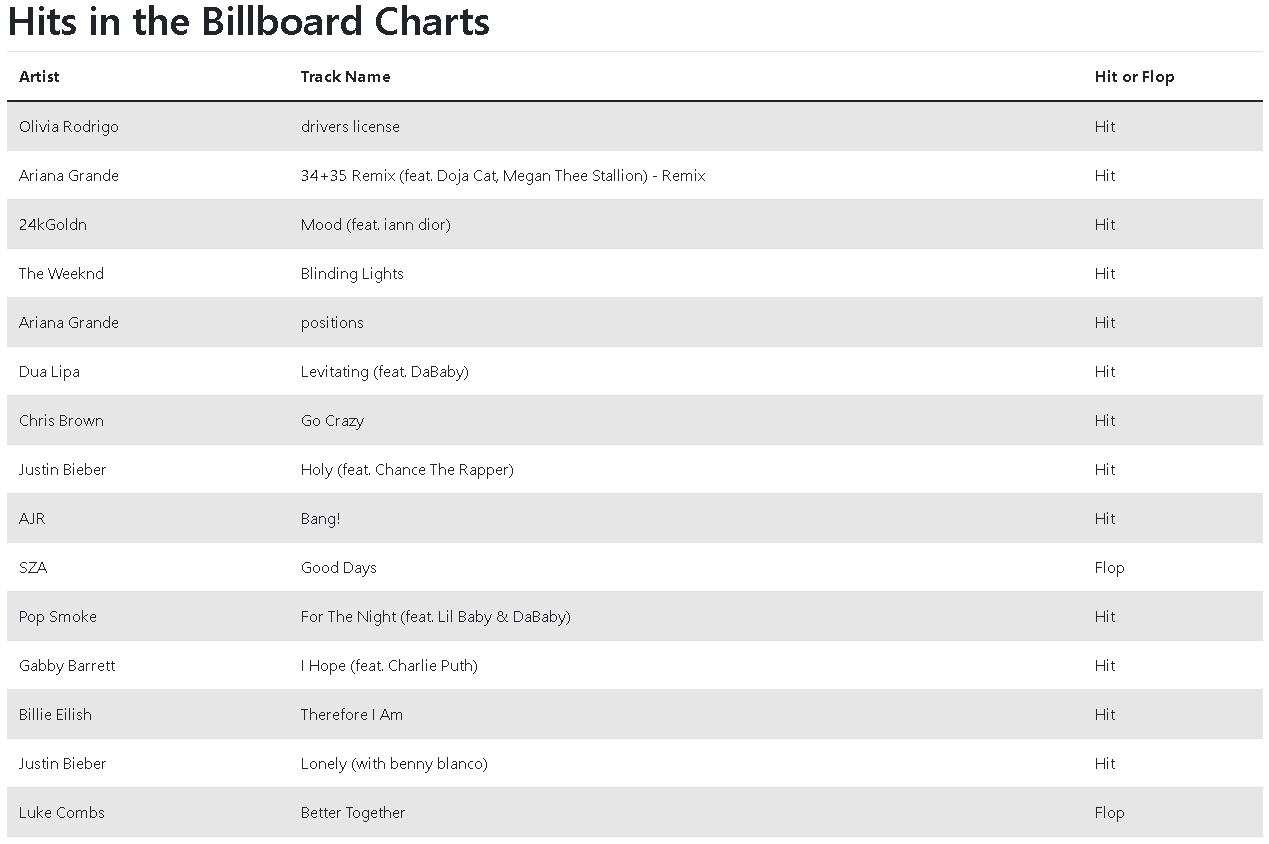 Hits in the Billboard Charts
Artist Track Name Hit or Flop
Olivia Rodrigo drivers license Hit
Ariana Grande 34+35 Remix (feat. Doja Cat, Megan Thee Stallion) - Remix Hit
24kGoldn Mood (feat. iann dior) Hit
The Weeknd Blinding Lights Hit
Ariana Grande positions Hit
Dua Lipa Levitating (feat. DaBaby) Hit
Chris Brown Go Crazy Hit
Justin Bieber Holy (feat. Chance The Rapper) Hit
AJR Bang! Hit
SZA Good Days Flop
Pop Smoke For The Night (feat. Lil Baby & DaBaby) Hit
Gabby Barrett I Hope (feat. Charlie Puth) Hit
Billie Eilish Therefore I Am Hit
Justin Bieber Lonely (with benny blanco) Hit
Luke Combs Better Together Flop